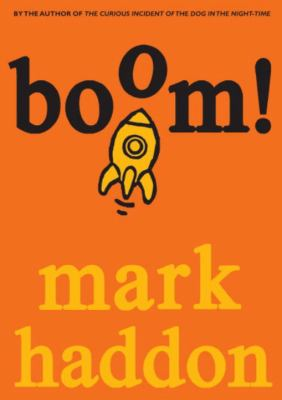 BY THE AUTHOR OF THE CURIOUS INCIDENT OF THE DOG IN THE NIGHT-TIME
boom!
mark
haddon